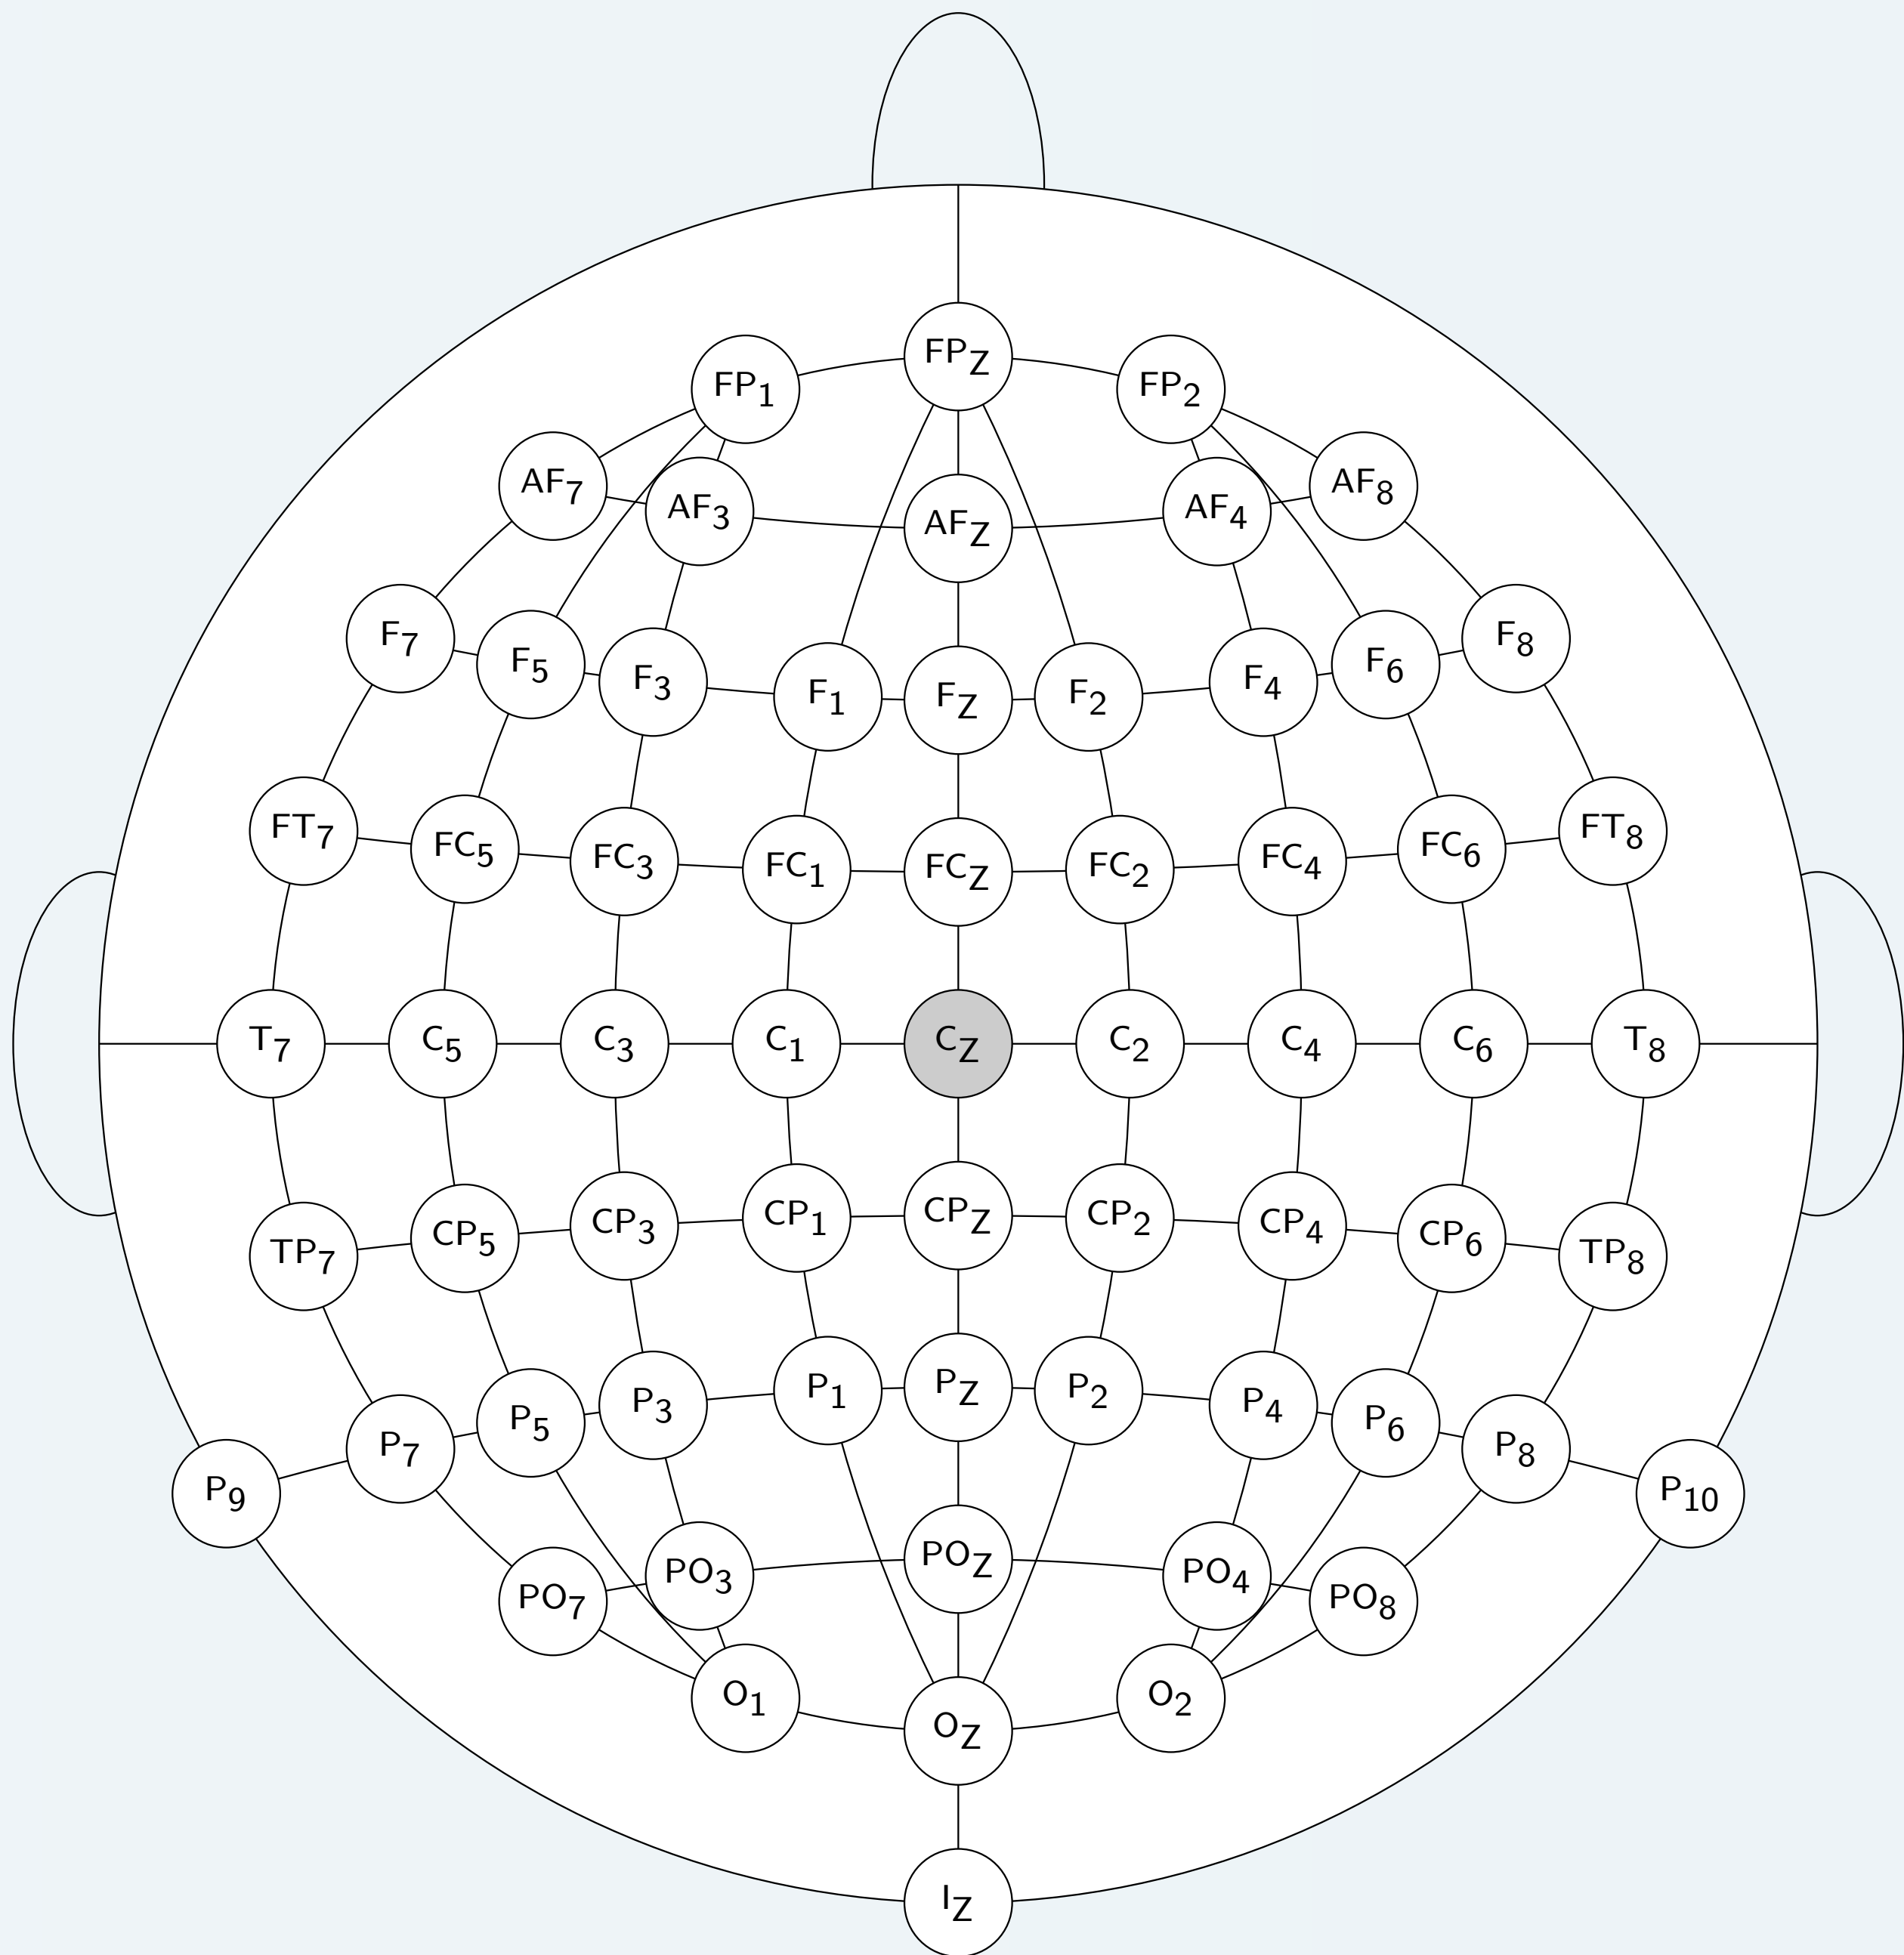 FP1 FPZ FP2
AF7 AF3 AFZ AF4 AF8
F7 F5 F3 F1 FZ F2 F4 F6 F8
FT7 FC5 FC3 FC1 FCZ FC2 FC4 FC6 FT8
T7 C5 C3 C1 CZ C2 C4 C6 T8
TP7 CP5 CP3 CP1 CPZ CP2 CP4 CP6 TP8
P9 P7 P5 P3 P1 PZ P2 P4 P6 P8 P10
PO7 PO3 POZ PO4 PO8
O1 OZ O2
IZ